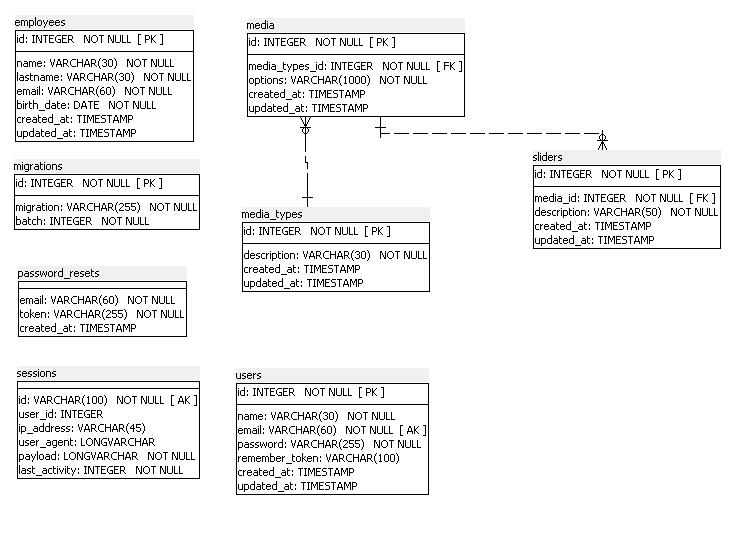 employees
id: INTEGER NOT NULL [ PK ]
name: VARCHAR(30) NOT NULL
lastname: VARCHAR(30) NOT NULL
email: VARCHAR(60) NOT NULL
birth_date: DATE NOT NULL
created_at: TIMESTAMP
updated_at: TIMESTAMP
media
id: INTEGER NOT NULL [ PK ]
media_types_id: INTEGER NOT NULL [ FK ]
options: VARCHAR(1000) NOT NULL
created_at: TIMESTAMP
updated_at: TIMESTAMP
migrations
id: INTEGER NOT NULL [ PK ]
migration: VARCHAR(255) NOT NULL
batch: INTEGER NOT NULL
sliders
id: INTEGER NOT NULL [ PK ]
media_id: INTEGER NOT NULL [ FK ]
description: VARCHAR(50) NOT NULL
created_at: TIMESTAMP
updated_at: TIMESTAMP
media_types
id: INTEGER NOT NULL [ PK ]
description: VARCHAR(30) NOT NULL
created_at: TIMESTAMP
updated_at: TIMESTAMP
password_resets
email: VARCHAR(60) NOT NULL
token: VARCHAR(255) NOT NULL
created_at: TIMESTAMP
sessions
id: VARCHAR(100) NOT NULL [ AK ]
user_id: INTEGER
ip_address: VARCHAR(45)
user_agent: LONGVARCHAR
payload: LONGVARCHAR NOT NULL
last_activity: INTEGER NOT NULL
users
id: INTEGER NOT NULL [ PK ]
name: VARCHAR(30) NOT NULL
email: VARCHAR(60) NOT NULL [ AK ]
password: VARCHAR(255) NOT NULL
remember_token: VARCHAR(100)
created_at: TIMESTAMP
updated_at: TIMESTAMP